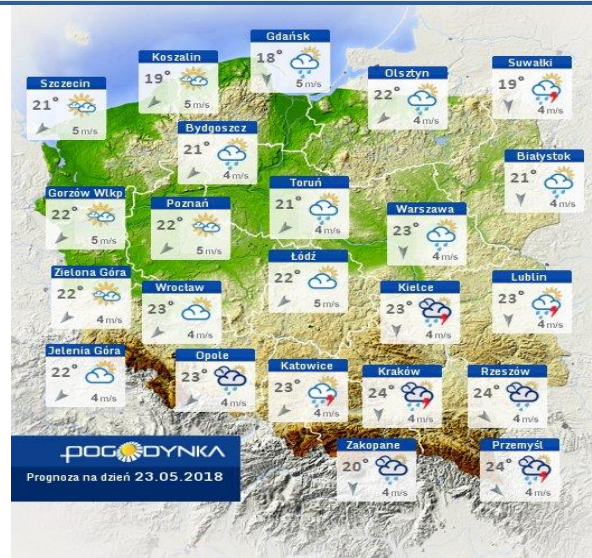 Gdańsk
18°
5 m/s
Koszalin
19°
5 m/s
Suwałki
19°
4 m/s
Olsztyn
22°
4 m/s
Szczecin
21°
5 m/s
Bydgoszcz
21°
4 m/s
Białystok
21°
4 m/s
Toruń
21°
4 m/s
Gorzów Wlkp
22°
5 m/s
Poznań
22°
5 m/s
Warszawa
23°
4 m/s
Łódź
22°
5 m/s
Zielona Góra
22°
4 m/s
Wrocław
23°
4 m/s
Kielce
23°
4 m/s
Lublin
23°
4 m/s
Jelenia Góra
22°
4 m/s
Opole
23°
4 m/s
Katowice
23°
4 m/s
Kraków
24°
4 m/s
Rzeszów
24°
4 m/s
Zakopane
20°
4 m/s
Przemyśl
24°
4 m/s
POGODYNKA
Prognoza na dzień 23.05.2018